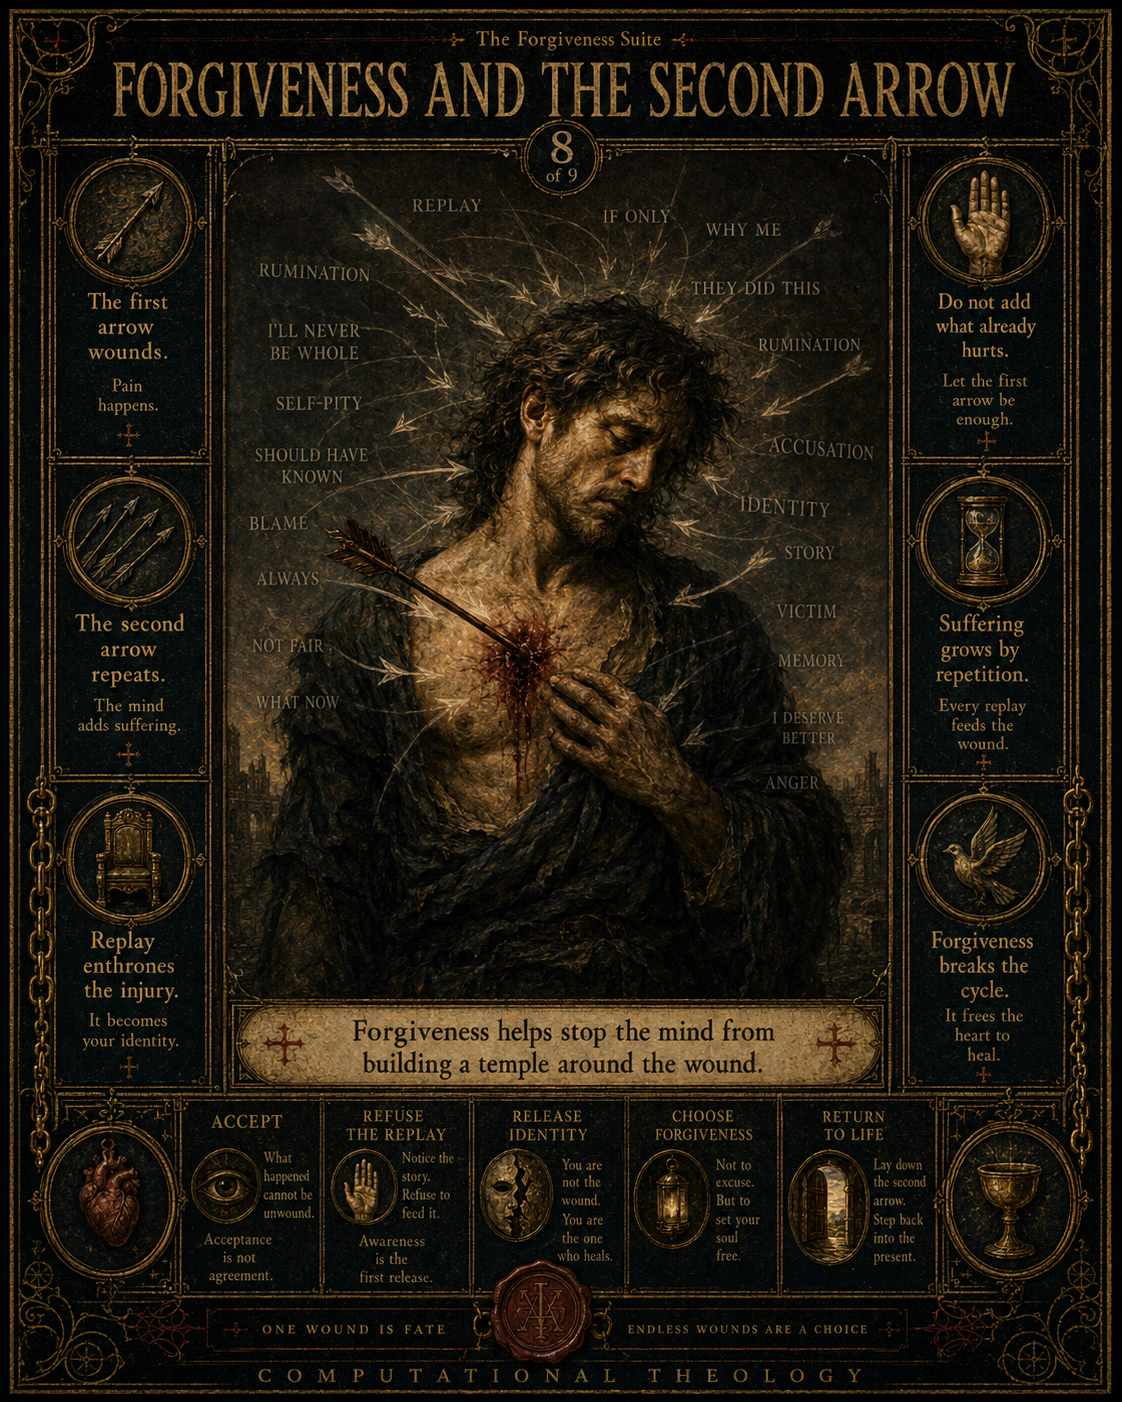 The Forgiveness Suite
FORGIVENESS AND THE SECOND ARROW
8
of 9
The first
arrow
wounds.
Pain
happens.
The second
arrow
repeats.
The mind
adds suffering.
Replay
enthrones
the injury.
It becomes
your identity.
REPLAY
IF ONLY
WHY ME
RUMINATION
THEY DID THIS
I'LL NEVER
BE WHOLE
RUMINATION
SELF-PITY
SHOULD HAVE
KNOWN
ACCUSATION
BLAME
IDENTITY
ALWAYS
STORY
NOT FAIR
VICTIM
WHAT NOW
MEMORY
I DESERVE
BETTER
ANGER
Do not add
what already
hurts.
Let the first
arrow be
enough.
Suffering
grows by
repetition.
Every replay
feeds the
wound.
Forgiveness
breaks the
cycle.
It frees the
heart to
heal.
Forgiveness helps stop the mind from
building a temple around the wound.
ACCEPT
What
happened
cannot be
unwound.
Acceptance
is not
agreement.
REFUSE
THE REPLAY
Notice the
story.
Refuse to
feed it.
Awareness
is the
first release.
RELEASE
IDENTITY
You are
not the
wound.
You are
the one
who heals.
CHOOSE
FORGIVENESS
Not to
excuse.
But to
set your
soul
free.
RETURN
TO LIFE
Lay down
the second
arrow.
Step back
into the
present.
ONE WOUND IS FATE
ENDLESS WOUNDS ARE A CHOICE
COMPUTATIONAL THEOLOGY